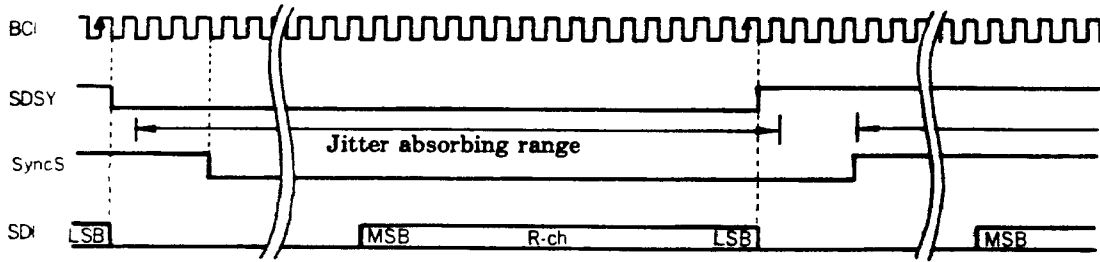 BCI
SDSY
Jitter absorbing range
SyncS
SDI LSB MSB R-ch LSB MSB